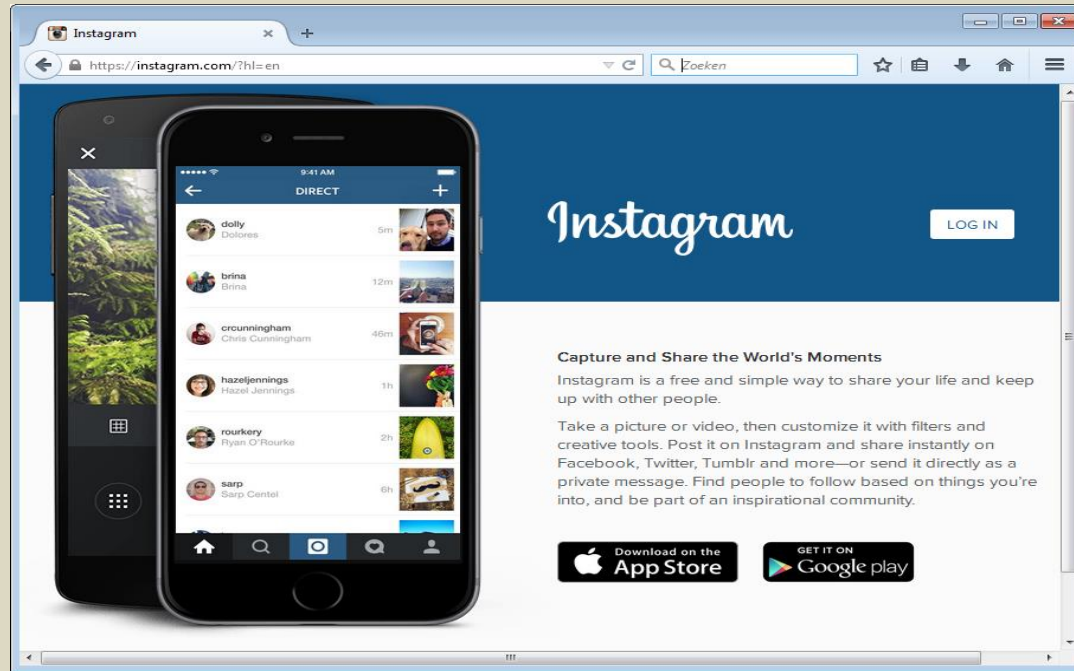 Instagram
https://instagram.com/?hl=en
Zoeken
9:41 AM
DIRECT
dolly
Dolores
5m
brina
Brina
12m
crcunningham
Chris Cunningham
46m
hazeljennings
Hazel Jennings
1h
rourkery
Ryan O'Rourke
2h
sarp
Sarp Centel
6h
Instagram
LOG IN
Capture and Share the World's Moments
Instagram is a free and simple way to share your life and keep
up with other people.
Take a picture or video, then customize it with filters and
creative tools. Post it on Instagram and share instantly on
Facebook, Twitter, Tumblr and more—or send it directly as a
private message. Find people to follow based on things you're
into, and be part of an inspirational community.
Download on the
App Store
GET IT ON
Google play